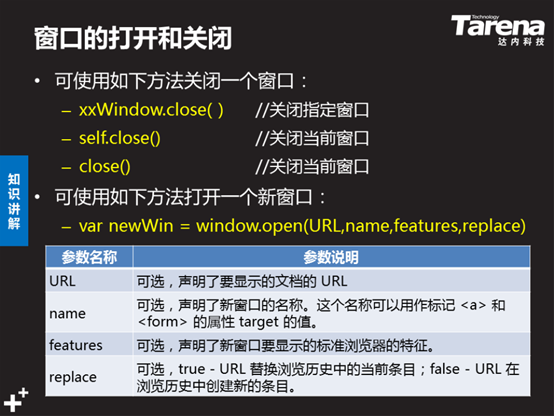 窗口的打开和关闭
Technology
Tarena
达内科技
• 可使用如下方法关闭一个窗口：
– xxWindow.close( ) //关闭指定窗口
– self.close() //关闭当前窗口
– close() //关闭当前窗口
知识讲解
• 可使用如下方法打开一个新窗口：
– var newWin = window.open(URL,name,features,replace)
参数名称 参数说明
URL 可选，声明了要显示的文档的 URL
name 可选，声明了新窗口的名称。这个名称可以用作标记 <a> 和
<form> 的属性 target 的值。
features 可选，声明了新窗口要显示的标准浏览器的特征。
replace 可选，true - URL 替换浏览历史中的当前条目；false - URL 在
浏览历史中创建新的条目。